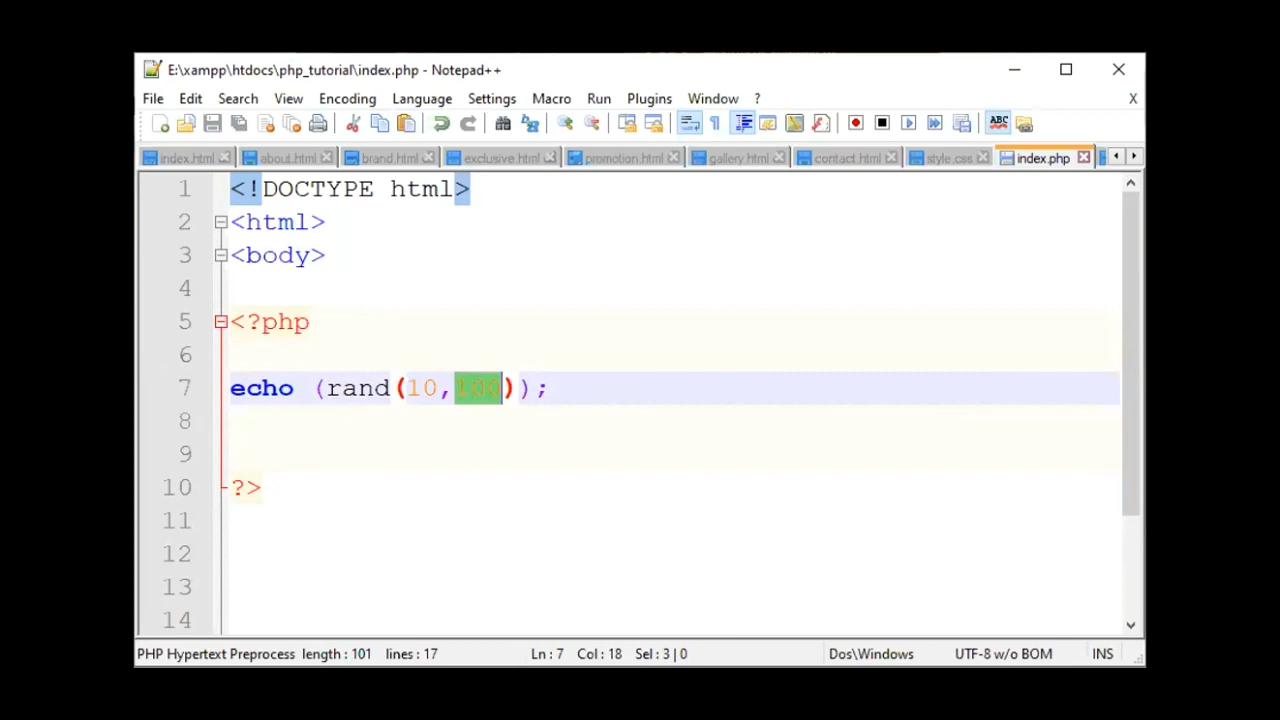 E:\xampp\htdocs\php_tutorial\index.php - Notepad++
File Edit Search View Encoding Language Settings Macro Run Plugins Window ? X
ABC
index.html about.html brand.html exclusive.html promotion.html gallery.html contact.html style.css index.php
1 <!DOCTYPE html>
2 <html>
3 <body>
4
5 <?php
6
7 echo (rand(10,100));
8
9
10 ?>
11
12
13
14
PHP Hypertext Preprocess length : 101 lines : 17 Ln : 7 Col : 18 Sel : 3 | 0 Dos\Windows UTF-8 w/o BOM INS